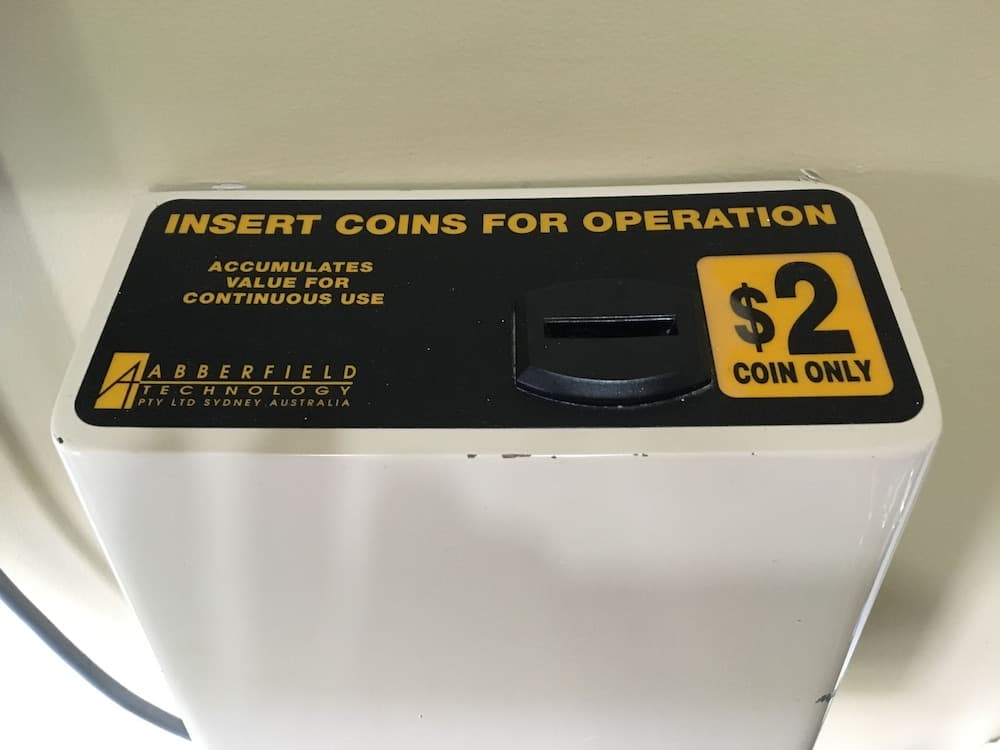 INSERT COINS FOR OPERATION
ACCUMULATES
VALUE FOR
CONTINUOUS USE
$2
COIN ONLY
ABBERFIELD
TECHNOLOGY
PTY LTD SYDNEY AUSTRALIA